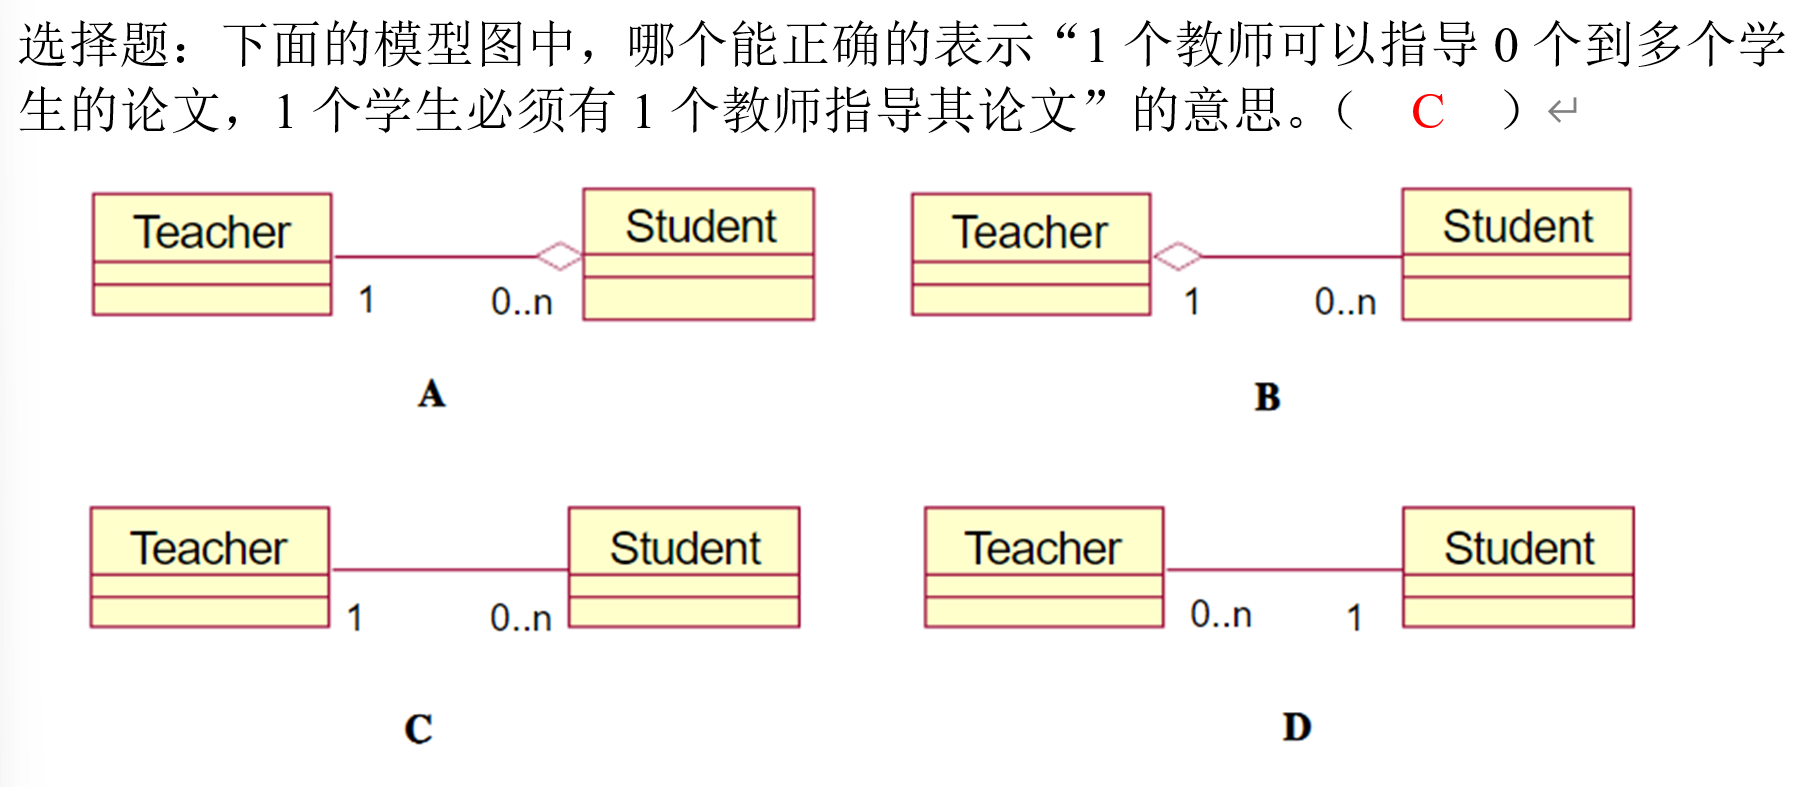 选择题：下面的模型图中，哪个能正确的表示“1 个教师可以指导 0 个到多个学
生的论文，1 个学生必须有 1 个教师指导其论文”的意思。（ C ）↵
Teacher Student Teacher Student
1 0..n 1 0..n
A B
Teacher Student Teacher Student
1 0..n 0..n 1
C D